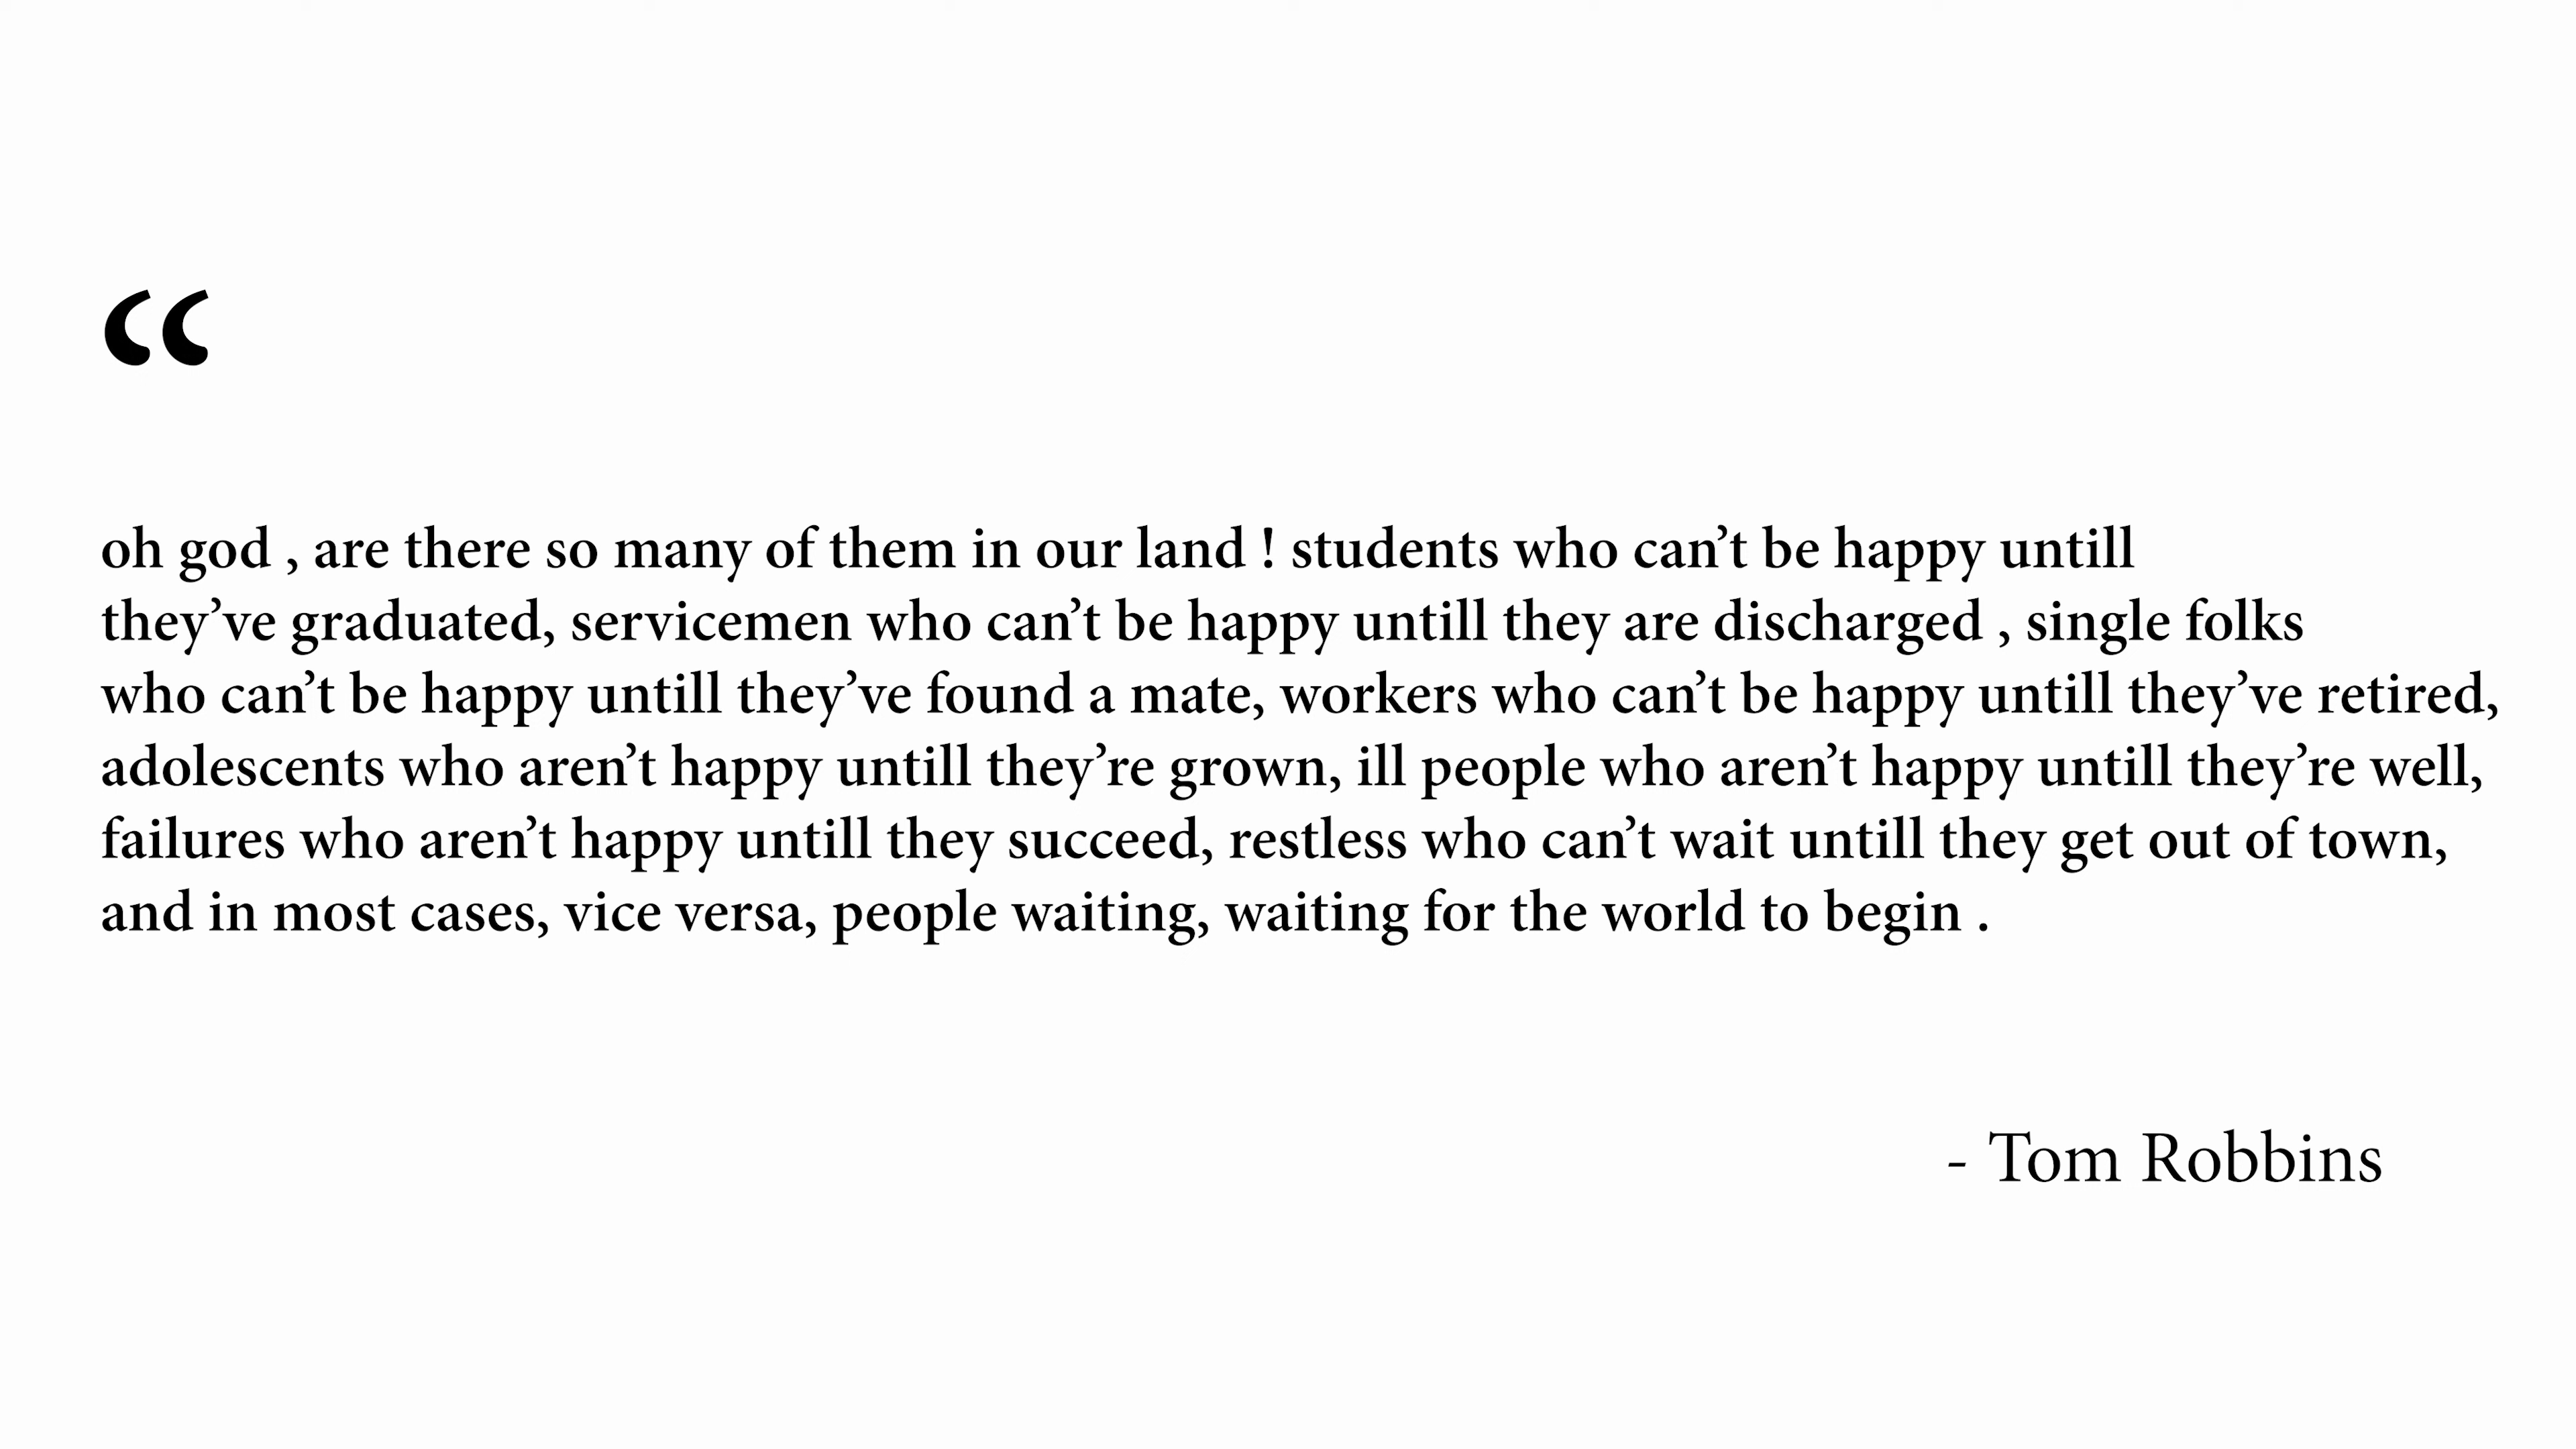 “
oh god , are there so many of them in our land ! students who can’t be happy untill
they’ve graduated, servicemen who can’t be happy untill they are discharged , single folks
who can’t be happy untill they’ve found a mate, workers who can’t be happy untill they’ve retired,
adolescents who aren’t happy untill they’re grown, ill people who aren’t happy untill they’re well,
failures who aren’t happy untill they succeed, restless who can’t wait untill they get out of town,
and in most cases, vice versa, people waiting, waiting for the world to begin .
- Tom Robbins